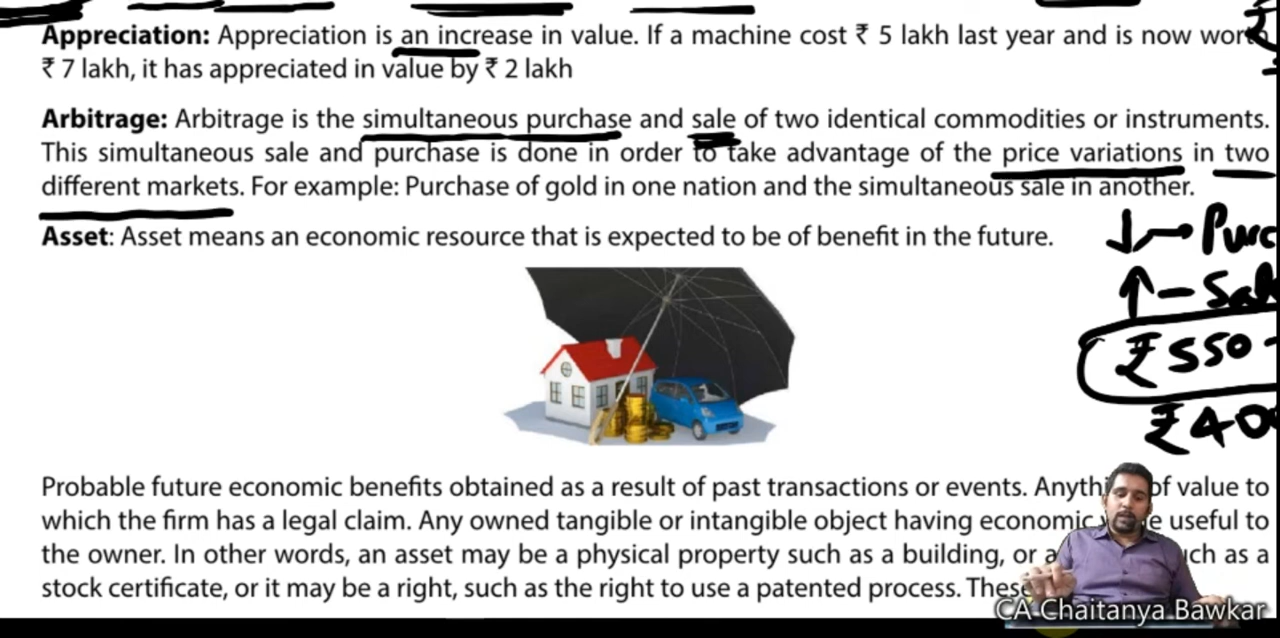 Appreciation: Appreciation is an increase in value. If a machine cost ₹ 5 lakh last year and is now
₹ 7 lakh, it has appreciated in value by ₹ 2 lakh
Arbitrage: Arbitrage is the simultaneous purchase and sale of two identical commodities or instruments.
This simultaneous sale and purchase is done in order to take advantage of the price variations in two
different markets. For example: Purchase of gold in one nation and the simultaneous sale in another.
Asset: Asset means an economic resource that is expected to be of benefit in the future.
↓ → Purc
↑ - Sal
₹550 -
₹40
Probable future economic benefits obtained as a result of past transactions or events. of value to
which the firm has a legal claim. Any owned tangible or intangible object having economic useful to
the owner. In other words, an asset may be a physical property such as a building, or as a
stock certificate, or it may be a right, such as the right to use a patented process. These
CA Chaitanya Bawkar